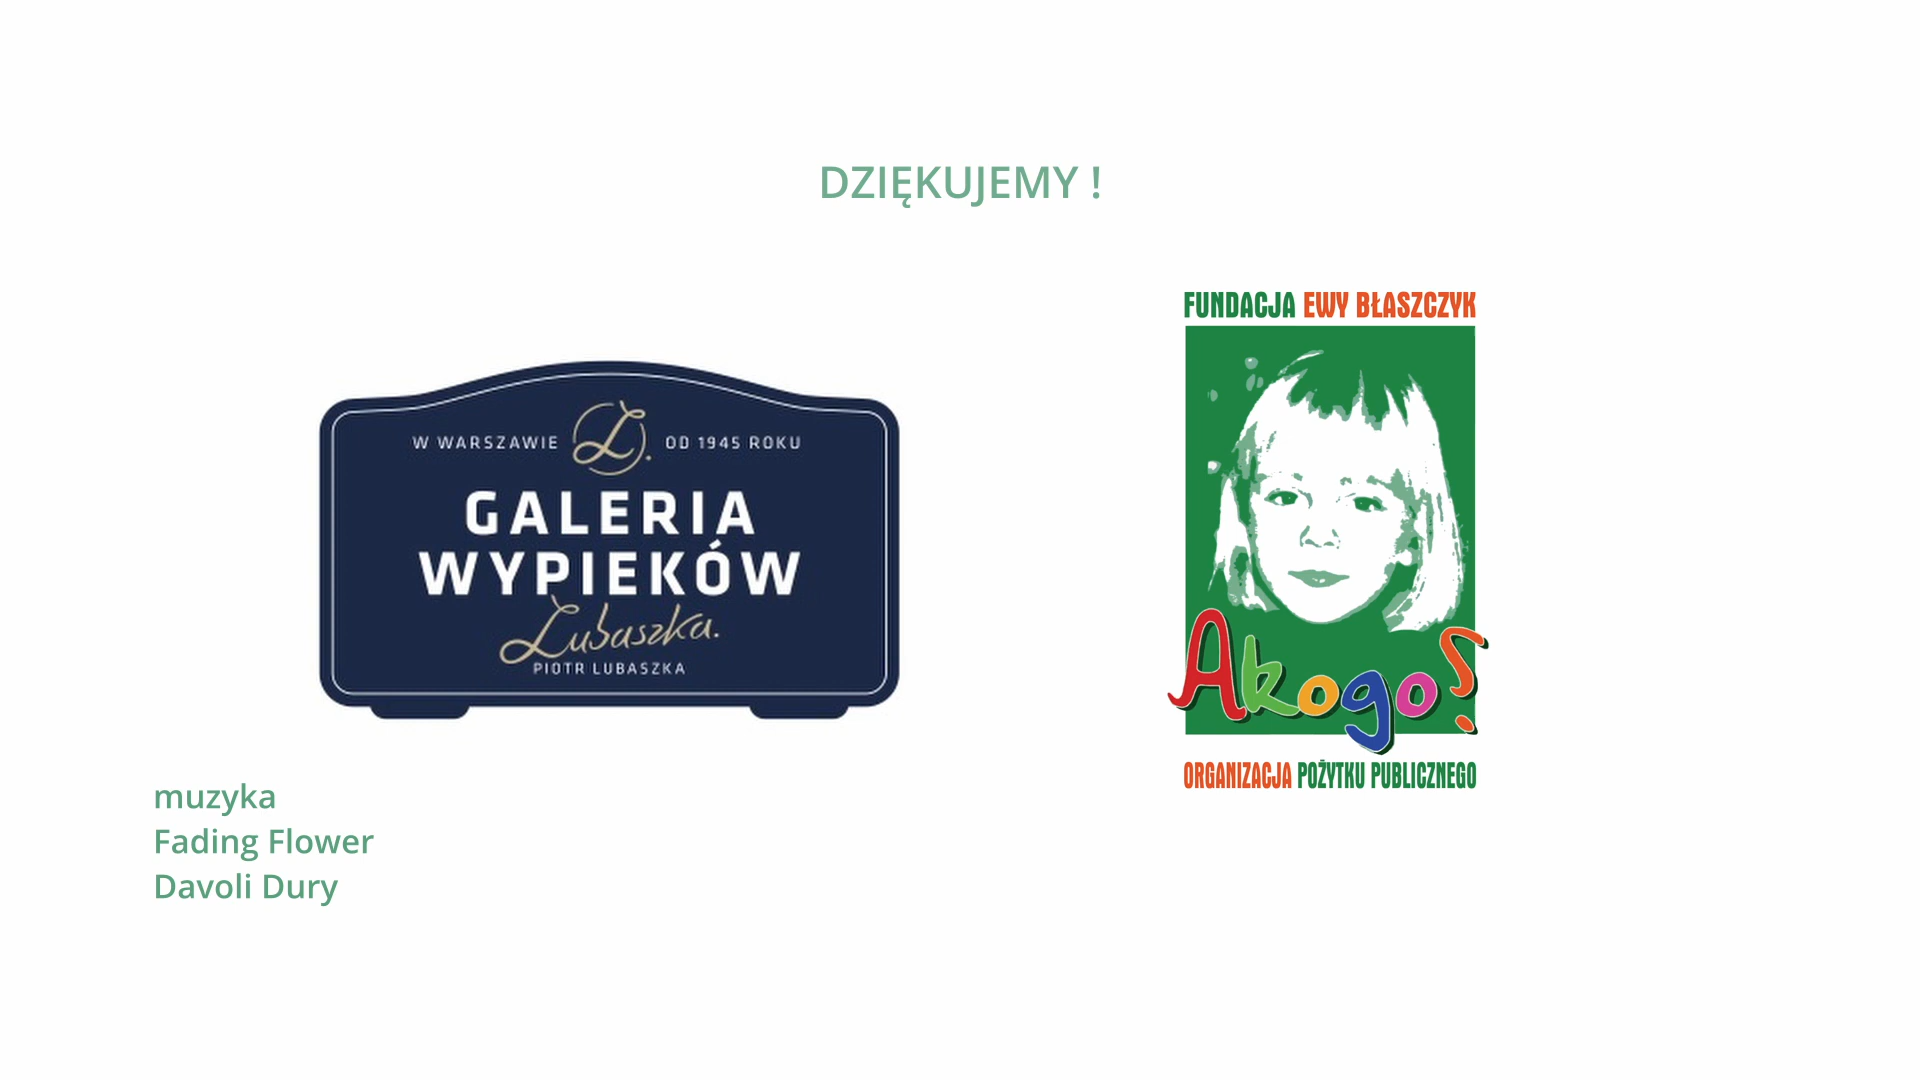 DZIĘKUJEMY !
W WARSZAWIE Ł. OD 1945 ROKU
GALERIA
WYPIEKÓW
Lubaszka.
PIOTR LUBASZKA
FUNDACJA EWY BŁASZCZYK
Akogo?
ORGANIZACJA POŻYTKU PUBLICZNEGO
muzyka
Fading Flower
Davoli Dury